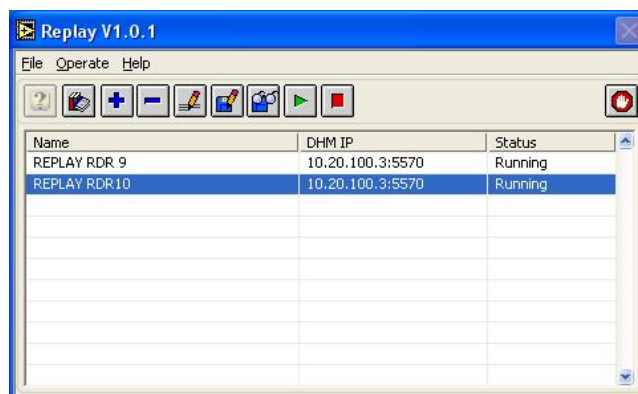 Replay V1.0.1
File Operate Help
Name DHM IP Status
REPLAY RDR 9 10.20.100.3:5570 Running
REPLAY RDR10 10.20.100.3:5570 Running